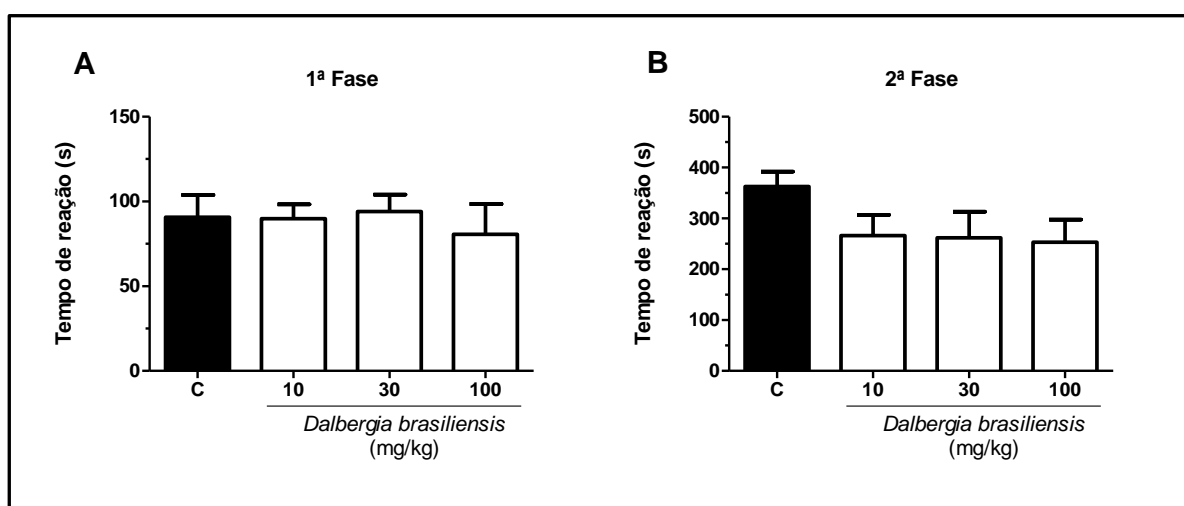 A
1ª Fase
Tempo de reação (s)
150
100
50
0
C
10
30
100
Dalbergia brasiliensis
(mg/kg)
B
2ª Fase
Tempo de reação (s)
500
400
300
200
100
0
C
10
30
100
Dalbergia brasiliensis
(mg/kg)